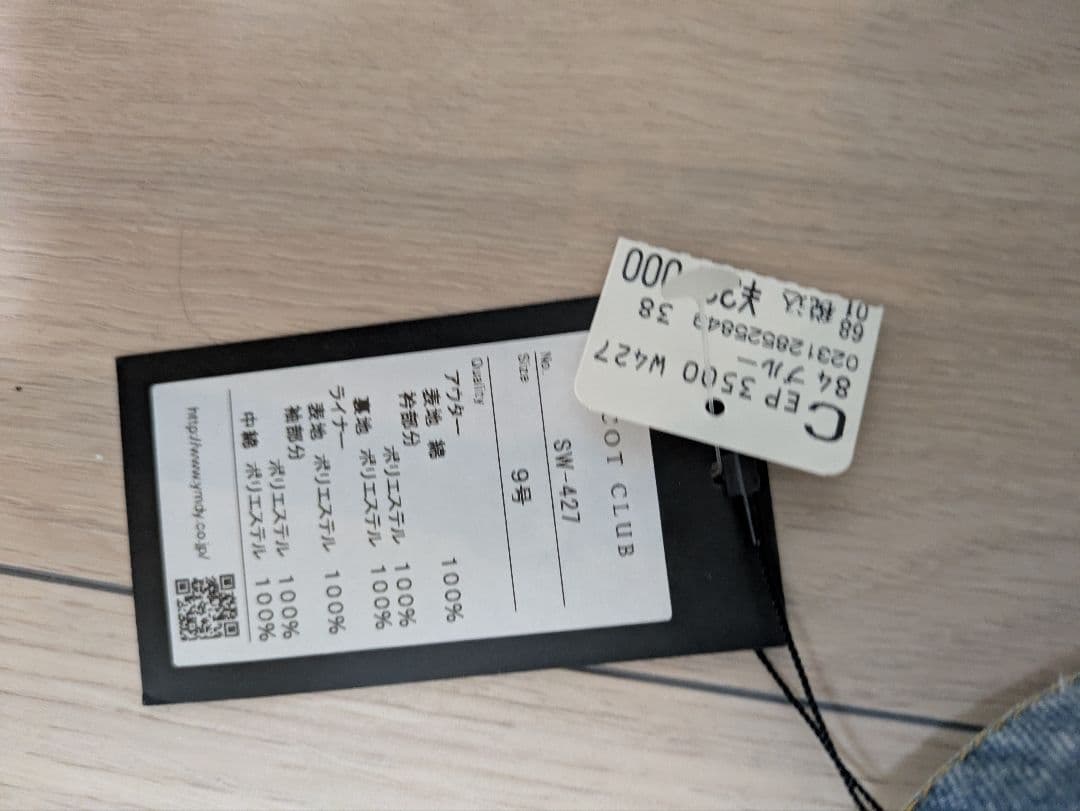 COT CLUB
No. SW-427
Size 9号
Quality
アウター
表地 綿 100%
衿部分
ポリエステル 100%
裏地 ポリエステル 100%
ライナー
表地 ポリエステル 100%
袖部分
ポリエステル 100%
中綿 ポリエステル 100%
http://www.ymdy.co.jp/
C
EP 3500 W427
84 ブルー 38
02312852584
68
01 税込 ¥ 000